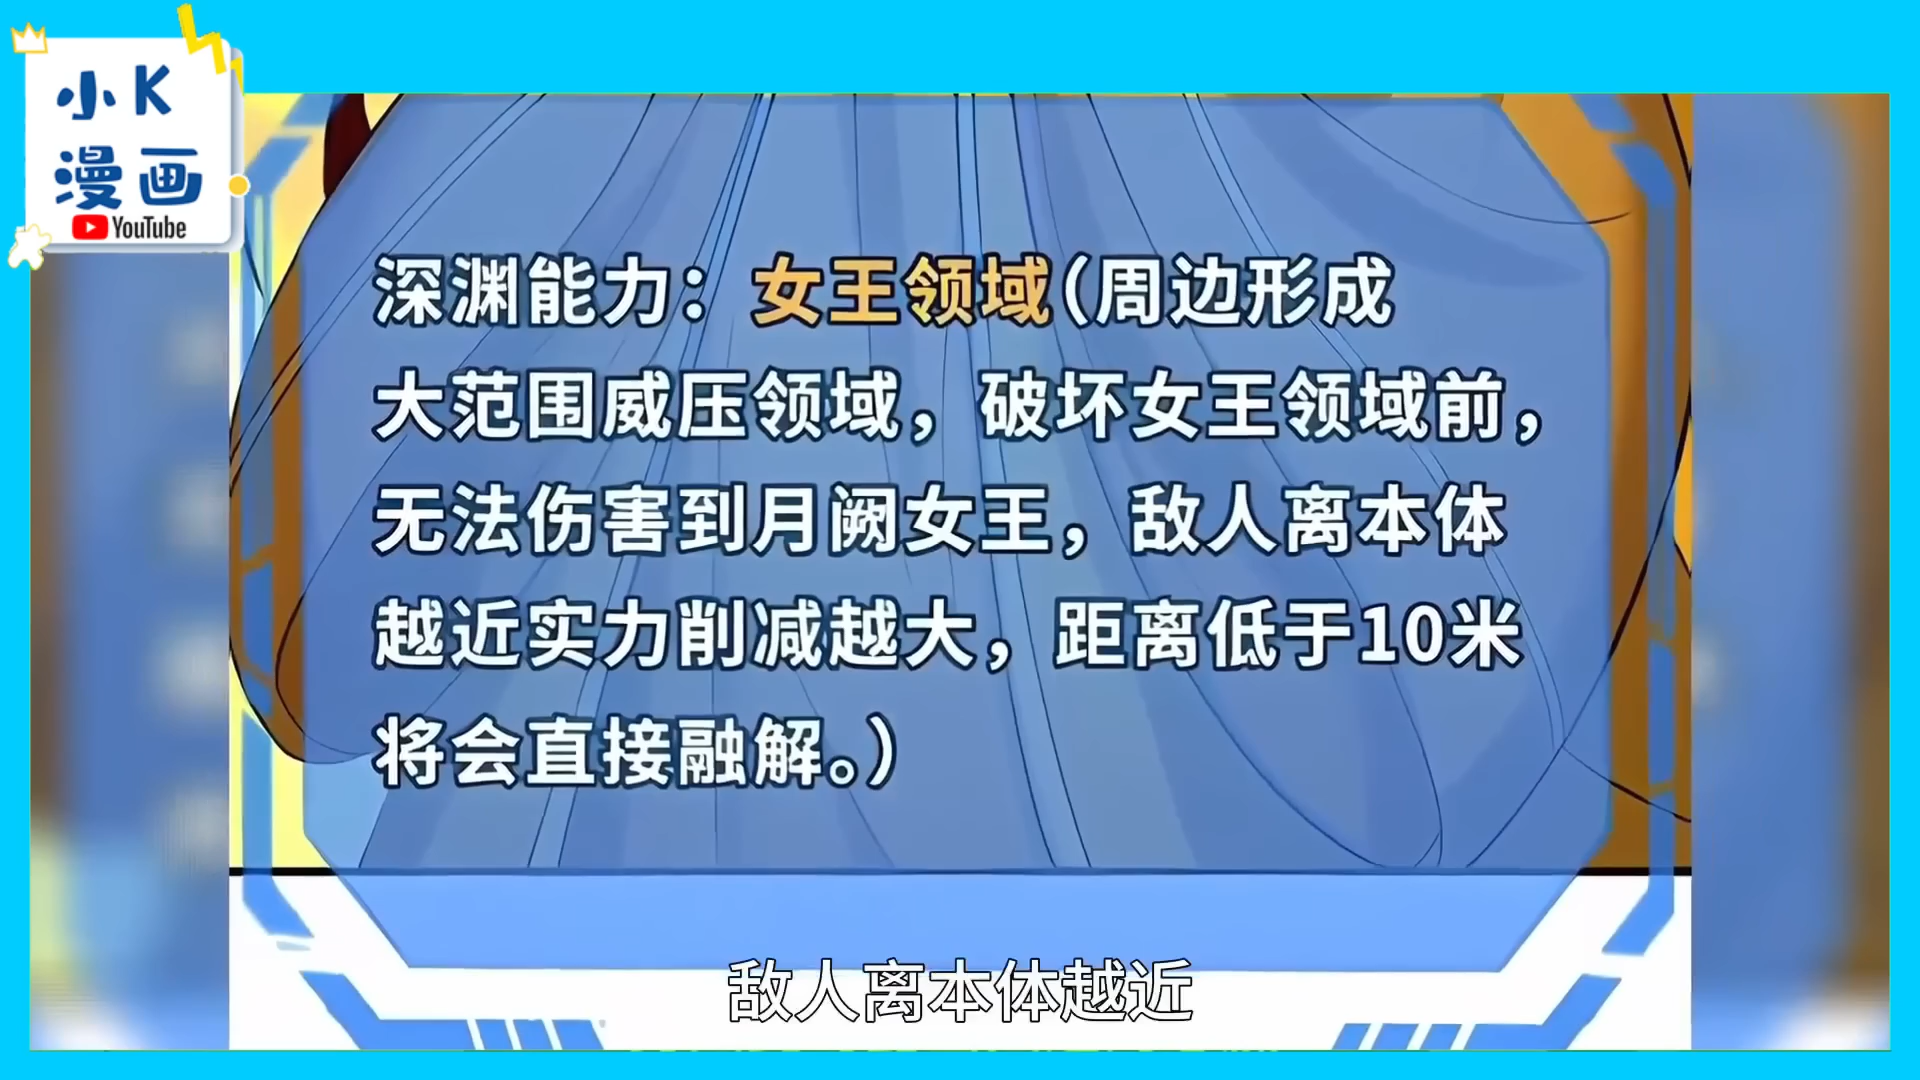 小K
漫画
YouTube
深渊能力：女王领域（周边形成
大范围威压领域，破坏女王领域前，
无法伤害到月阙女王，敌人离本体
越近实力削减越大，距离低于10米
将会直接融解。）
敌人离本体越近